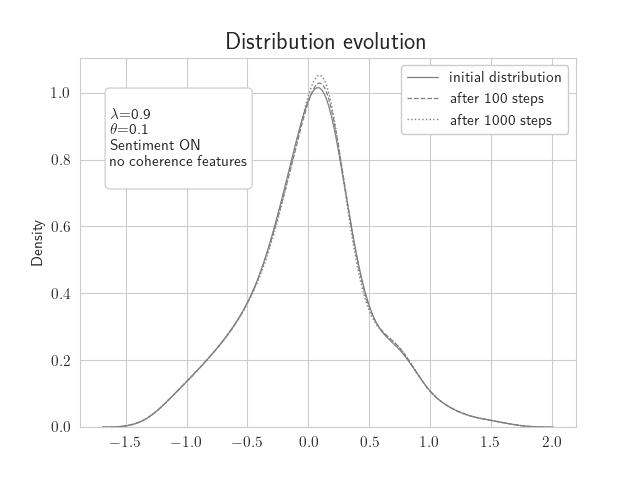 Distribution evolution
initial distribution
after 100 steps
after 1000 steps
λ=0.9
θ=0.1
Sentiment ON
no coherence features
Density
1.0
0.8
0.6
0.4
0.2
0.0
−1.5 −1.0 −0.5 0.0 0.5 1.0 1.5 2.0